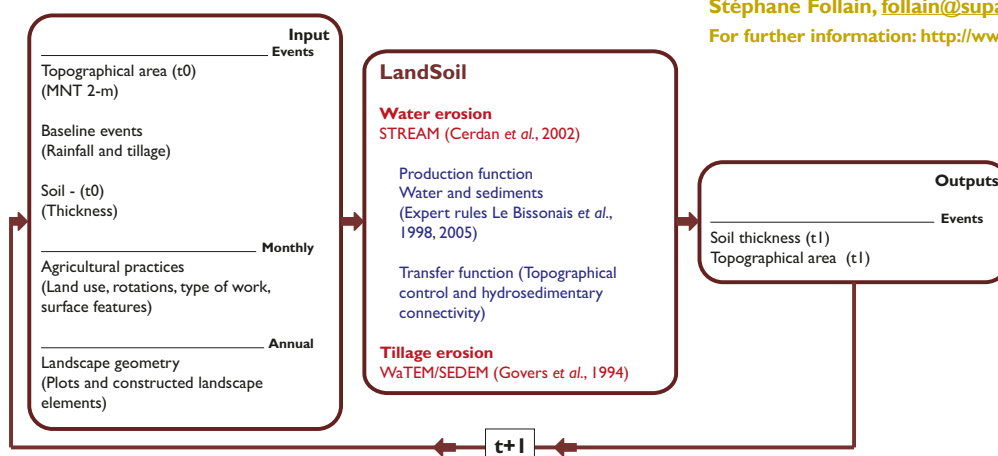 Stéphane Follain, follain@supa
For further information: http://ww
Input
Events
Topographical area (t0)
(MNT 2-m)
Baseline events
(Rainfall and tillage)
Soil - (t0)
(Thickness)
Monthly
Agricultural practices
(Land use, rotations, type of work,
surface features)
Annual
Landscape geometry
(Plots and constructed landscape
elements)
LandSoil
Water erosion
STREAM (Cerdan et al., 2002)
Production function
Water and sediments
(Expert rules Le Bissonais et al.,
1998, 2005)
Transfer function (Topographical
control and hydrosedimentary
connectivity)
Tillage erosion
WaTEM/SEDEM (Govers et al., 1994)
Outputs
Events
Soil thickness (t1)
Topographical area (t1)
t+1